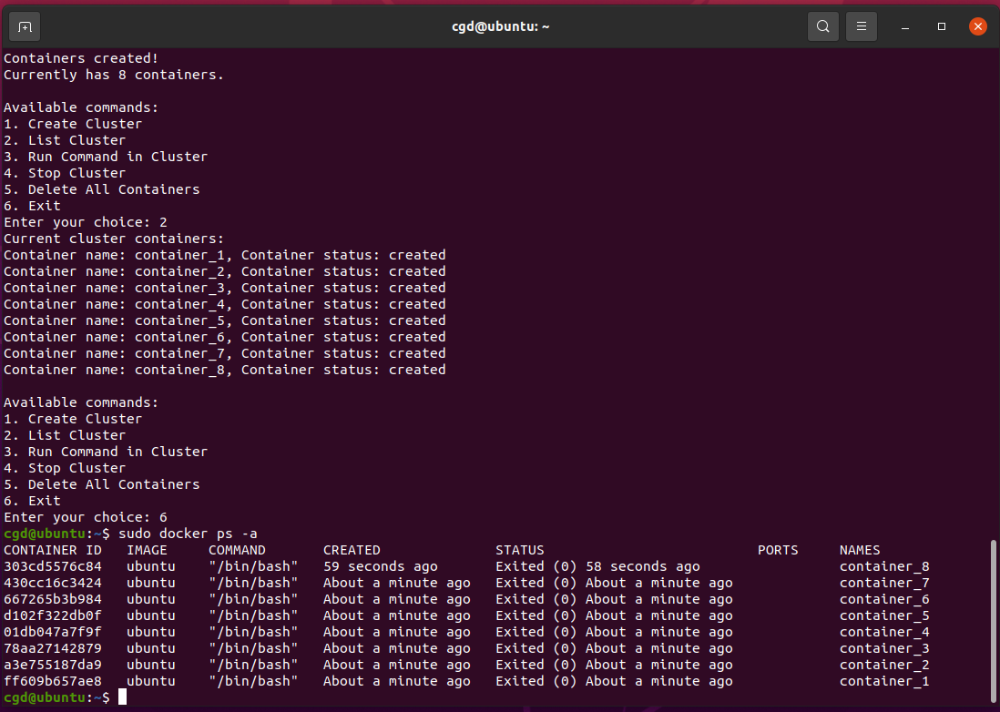 cgd@ubuntu: ~
Containers created!
Currently has 8 containers.
Available commands:
1. Create Cluster
2. List Cluster
3. Run Command in Cluster
4. Stop Cluster
5. Delete All Containers
6. Exit
Enter your choice: 2
Current cluster containers:
Container name: container_1, Container status: created
Container name: container_2, Container status: created
Container name: container_3, Container status: created
Container name: container_4, Container status: created
Container name: container_5, Container status: created
Container name: container_6, Container status: created
Container name: container_7, Container status: created
Container name: container_8, Container status: created
Available commands:
1. Create Cluster
2. List Cluster
3. Run Command in Cluster
4. Stop Cluster
5. Delete All Containers
6. Exit
Enter your choice: 6
cgd@ubuntu:~$ sudo docker ps -a
CONTAINER ID   IMAGE     COMMAND       CREATED              STATUS                          PORTS     NAMES
303cd5576c84   ubuntu    "/bin/bash"   59 seconds ago       Exited (0) 58 seconds ago                 container_8
430cc16c3424   ubuntu    "/bin/bash"   About a minute ago   Exited (0) About a minute ago             container_7
667265b3b984   ubuntu    "/bin/bash"   About a minute ago   Exited (0) About a minute ago             container_6
d102f322db0f   ubuntu    "/bin/bash"   About a minute ago   Exited (0) About a minute ago             container_5
01db047a7f9f   ubuntu    "/bin/bash"   About a minute ago   Exited (0) About a minute ago             container_4
78aa27142879   ubuntu    "/bin/bash"   About a minute ago   Exited (0) About a minute ago             container_3
a3e755187da9   ubuntu    "/bin/bash"   About a minute ago   Exited (0) About a minute ago             container_2
ff609b657ae8   ubuntu    "/bin/bash"   About a minute ago   Exited (0) About a minute ago             container_1
cgd@ubuntu:~$